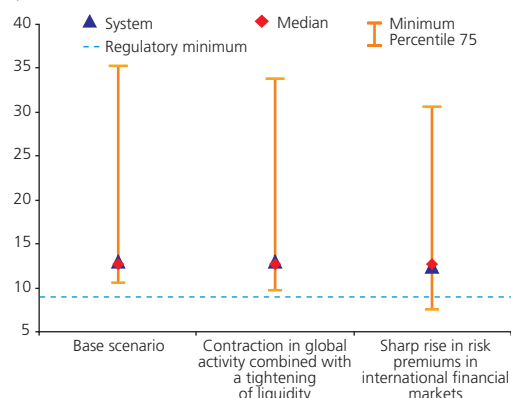 40
35
30
25
20
15
10
5
System
Median
Minimum
Percentile 75
Regulatory minimum
Base scenario
Contraction in global
activity combined with
a tightening
of liquidity
Sharp rise in risk
premiums in
international financial
markets